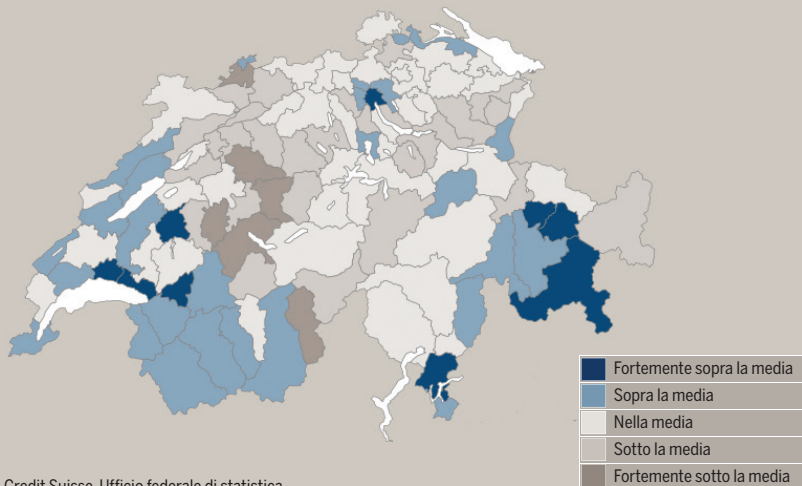 Fortemente sopra la media
Sopra la media
Nella media
Sotto la media
Fortemente sotto la media
Credit Suisse, Ufficio federale di statistica